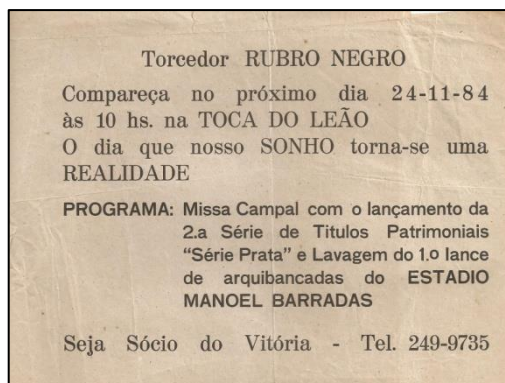 Torcedor RUBRO NEGRO
Compareça no próximo dia 24-11-84
às 10 hs. na TOCA DO LEÃO
O dia que nosso SONHO torna-se uma
REALIDADE
PROGRAMA: Missa Campal com o lançamento da
2.a Série de Titulos Patrimoniais
“Série Prata” e Lavagem do 1.o lance
de arquibancadas do ESTADIO
MANOEL BARRADAS
Seja Sócio do Vitória - Tel. 249-9735